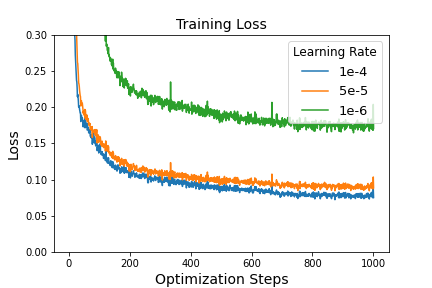 Training Loss
Learning Rate
1e-4
5e-5
1e-6
Loss
0.30
0.25
0.20
0.15
0.10
0.05
0.00
0
200
400
600
800
1000
Optimization Steps